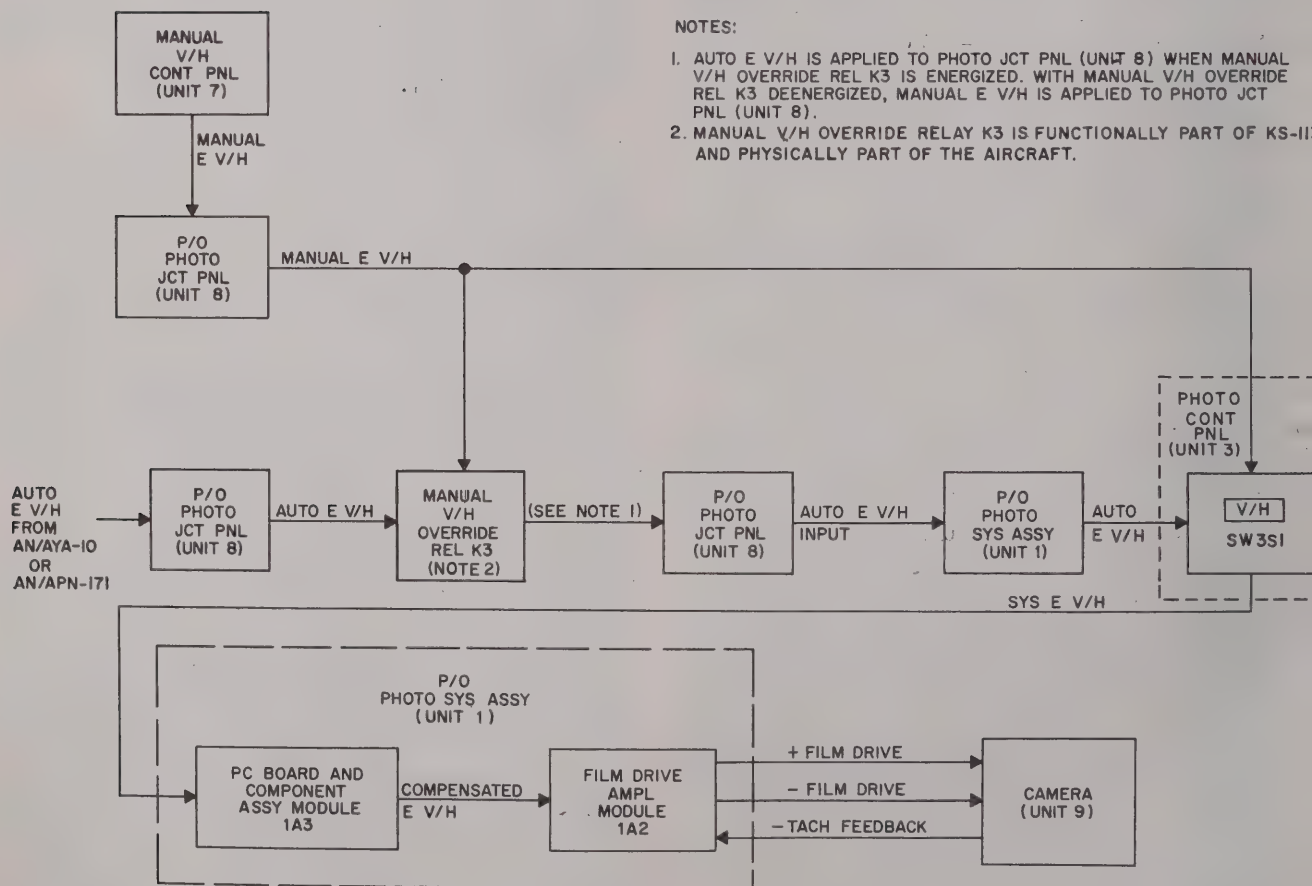 MANUAL
V/H
CONT PNL
(UNIT 7)
NOTES:
1. AUTO E V/H IS APPLIED TO PHOTO JCT PNL (UNIT 8) WHEN MANUAL
V/H OVERRIDE REL K3 IS ENERGIZED. WITH MANUAL V/H OVERRIDE
REL K3 DEENERGIZED, MANUAL E V/H IS APPLIED TO PHOTO JCT
PNL (UNIT 8).
2. MANUAL V/H OVERRIDE RELAY K3 IS FUNCTIONALLY PART OF
AND PHYSICALLY PART OF THE AIRCRAFT.
MANUAL
E V/H
P/O
PHOTO
JCT PNL
(UNIT 8)
MANUAL E V/H
PHOTO
CONT
PNL
(UNIT 3)
AUTO
E V/H
FROM
AN/AYA-10
OR
AN/APN-171
P/O
PHOTO
JCT PNL
(UNIT 8)
AUTO E V/H
MANUAL
V/H
OVERRIDE
REL K3
(NOTE 2)
(SEE NOTE 1)
P/O
PHOTO
JCT PNL
(UNIT 8)
AUTO E V/H
INPUT
P/O
PHOTO
SYS ASSY
(UNIT 1)
AUTO
E V/H
V/H
SW3S1
SYS E V/H
P/O
PHOTO SYS ASSY
(UNIT 1)
PC BOARD AND
COMPONENT
ASSY MODULE
1A3
COMPENSATED
E V/H
FILM DRIVE
AMPL
MODULE
1A2
+ FILM DRIVE
- FILM DRIVE
- TACH FEEDBACK
CAMERA
(UNIT 9)